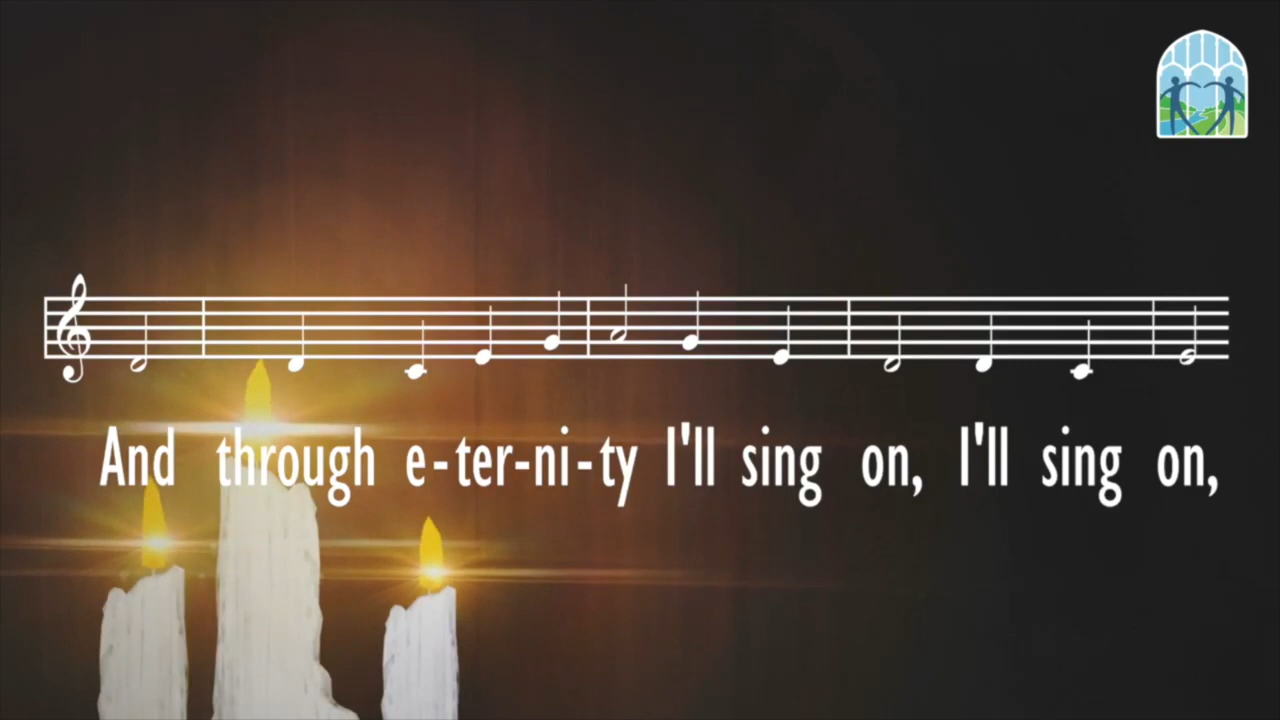 And through e-ter-ni-ty I'll sing on, I'll sing on,